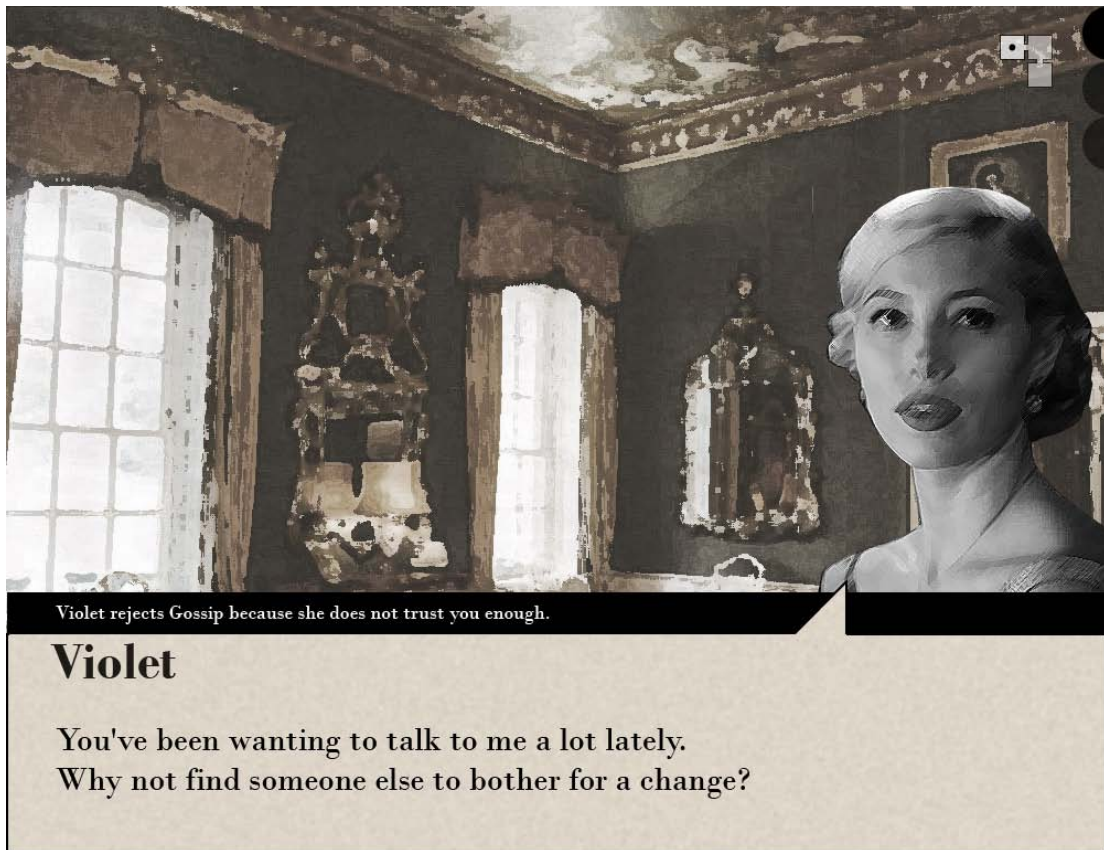 Violet rejects Gossip because she does not trust you enough.
Violet
You've been wanting to talk to me a lot lately.
Why not find someone else to bother for a change?